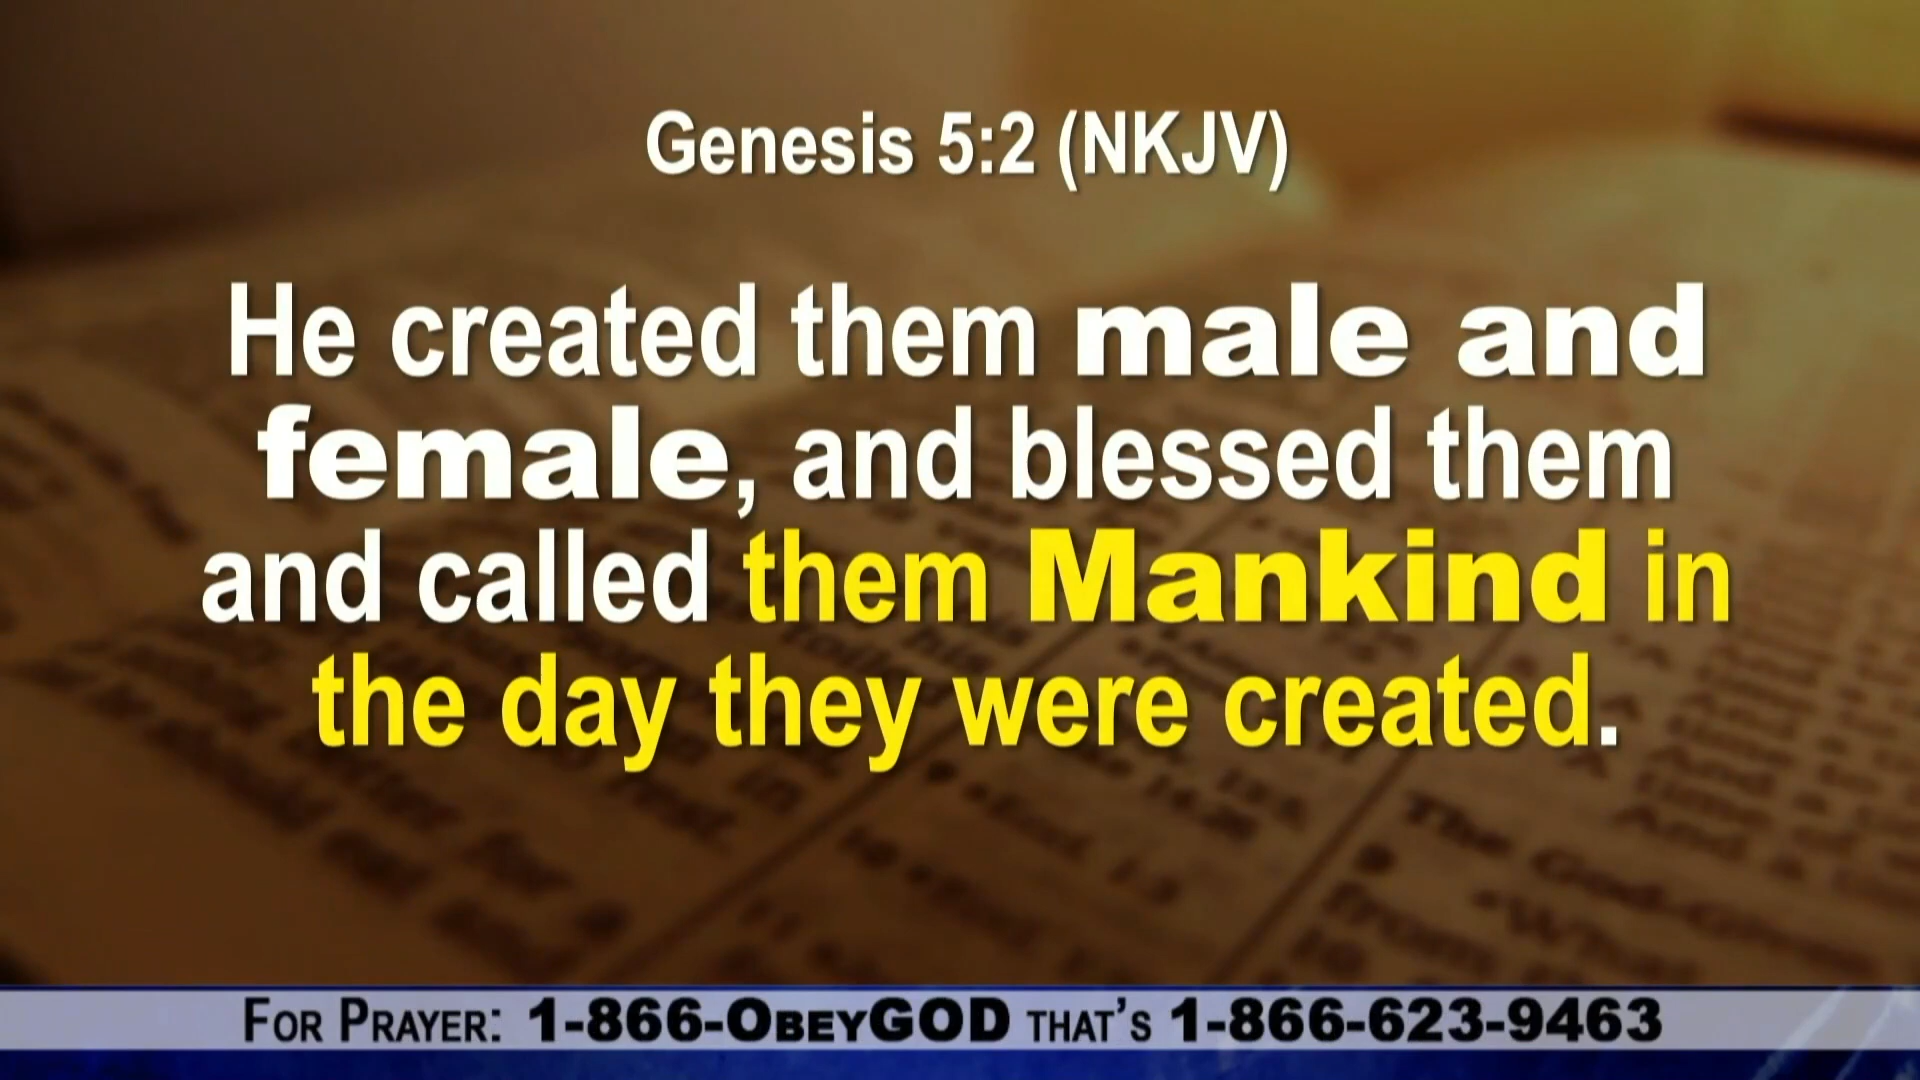 Genesis 5:2 (NKJV)
He created them male and
female, and blessed them
and called them Mankind in
the day they were created.
FOR PRAYER: 1-866-OBEYGOD THAT'S 1-866-623-9463